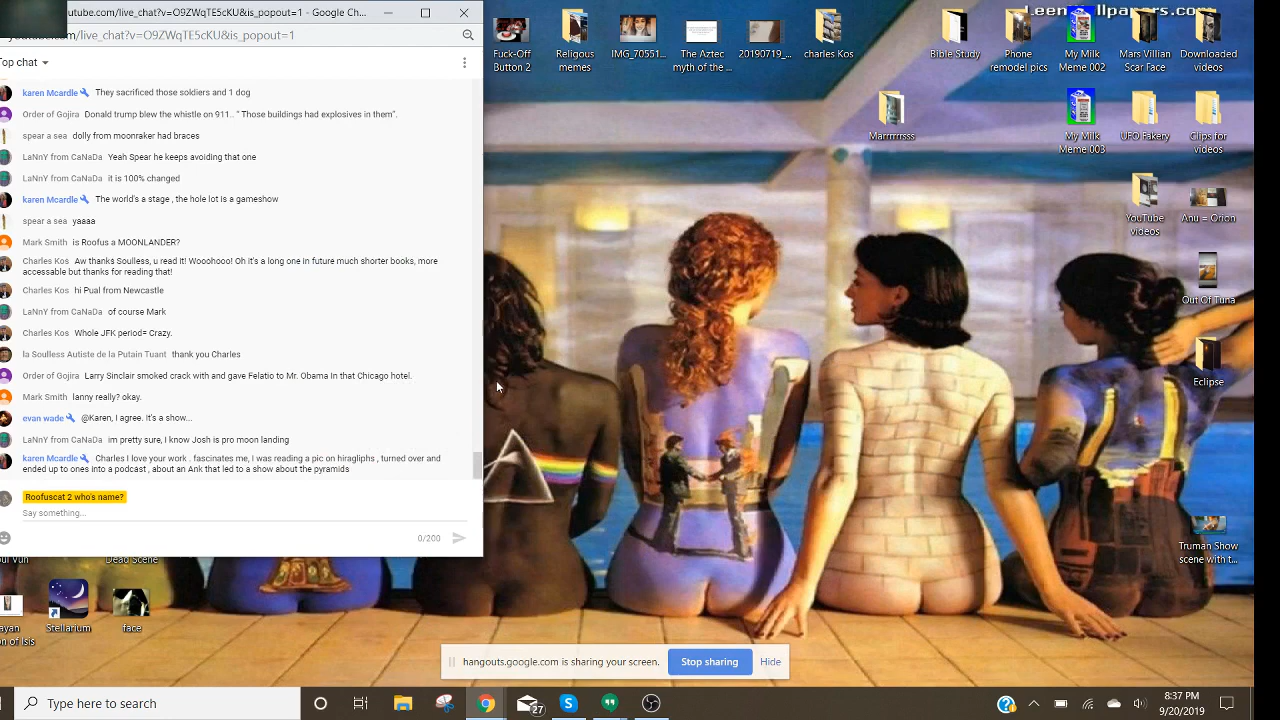 utube.com/live_chat?v=O9ZWqTE5cKU&is_popout=1 - Google Ch...
youtube.com/live_chat?v=O9ZWqTE5cKU&is_popout=1
Top chat
karen Mcardle They sacrificed those soldiers and 1 dog
Order of Gojira Donald trump blew the whistle on 911.. " Those buildings had explosives in them".
spear a sea dolly from moonraker had braces
LaNnY from CaNaDa Yeah Spear he keeps avoiding that one
LaNnY from CaNaDa it is 100% changed
karen Mcardle The world's a stage , the hole lot is a gameshow
spear a sea yaaaa
Mark Smith is Roofus a MOONLANDER?
Charles Kos Aw thanks Soulless, u read it! Wooohooo! Oh it's a long one in future much shorter books, more
accessable but thanks for reading that!
Charles Kos hi Pual from Newcastle
LaNnY from CaNaDa of course Mark
Charles Kos Whole JFK period= Crazy.
la Soulless Autiste de la Putain Tuant thank you Charles
Order of Gojira Larry Sinclair smoked crack with and gave Felatio to Mr. Obama In that Chicago hotel.
Mark Smith lanny really? okay.
evan wade @Karen, I agree. It's a show...
LaNnY from CaNaDa im pretty sure, I know Josh is pro moon landing
karen Mcardle Charles I love your work . fascinates me, I was reading a pic on hiragliphs , turned over and
ended up to ones into a podcast , about an Ank that led to a show about the pyramids
Roofuscat 2 who's name?
Say something...
0/200
Fuck-Off
Button 2
Religous
memes
IMG_70551...
The Aztec
myth of the ...
20190719_...
charles Kos
Bible Study
Phone
remodel pics
My Milk
Meme 002
Mars Villian
Scar Face
Downloaded
videos
Marrrrrrsss
My Milk
Meme 003
UFO Fakery
Clips for
videos
YouTube
videos
Anu = Orion
Out Of Tuna
Eclipse
Truman Show
scene with t...
Dead Scene
Stellarium
face
on of Isis
hangouts.google.com is sharing your screen.
Stop sharing
Hide
Type here to search
27
8:37 PM
9/20/2019